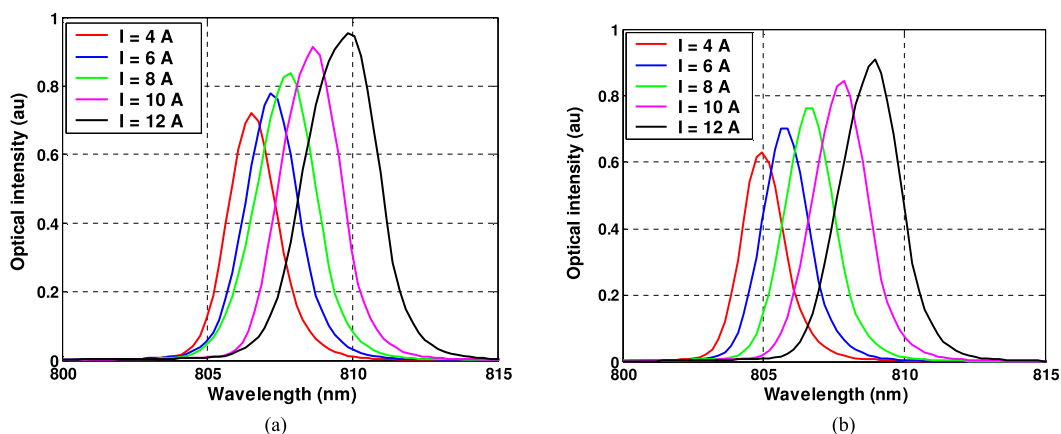 1
0.8
0.6
0.4
0.2
0
Optical intensity (au)
I = 4 A
I = 6 A
I = 8 A
I = 10 A
I = 12 A
800
805
810
815
Wavelength (nm)
(a)
1
0.8
0.6
0.4
0.2
0
Optical intensity (au)
I = 4 A
I = 6 A
I = 8 A
I = 10 A
I = 12 A
800
805
810
815
Wavelength (nm)
(b)